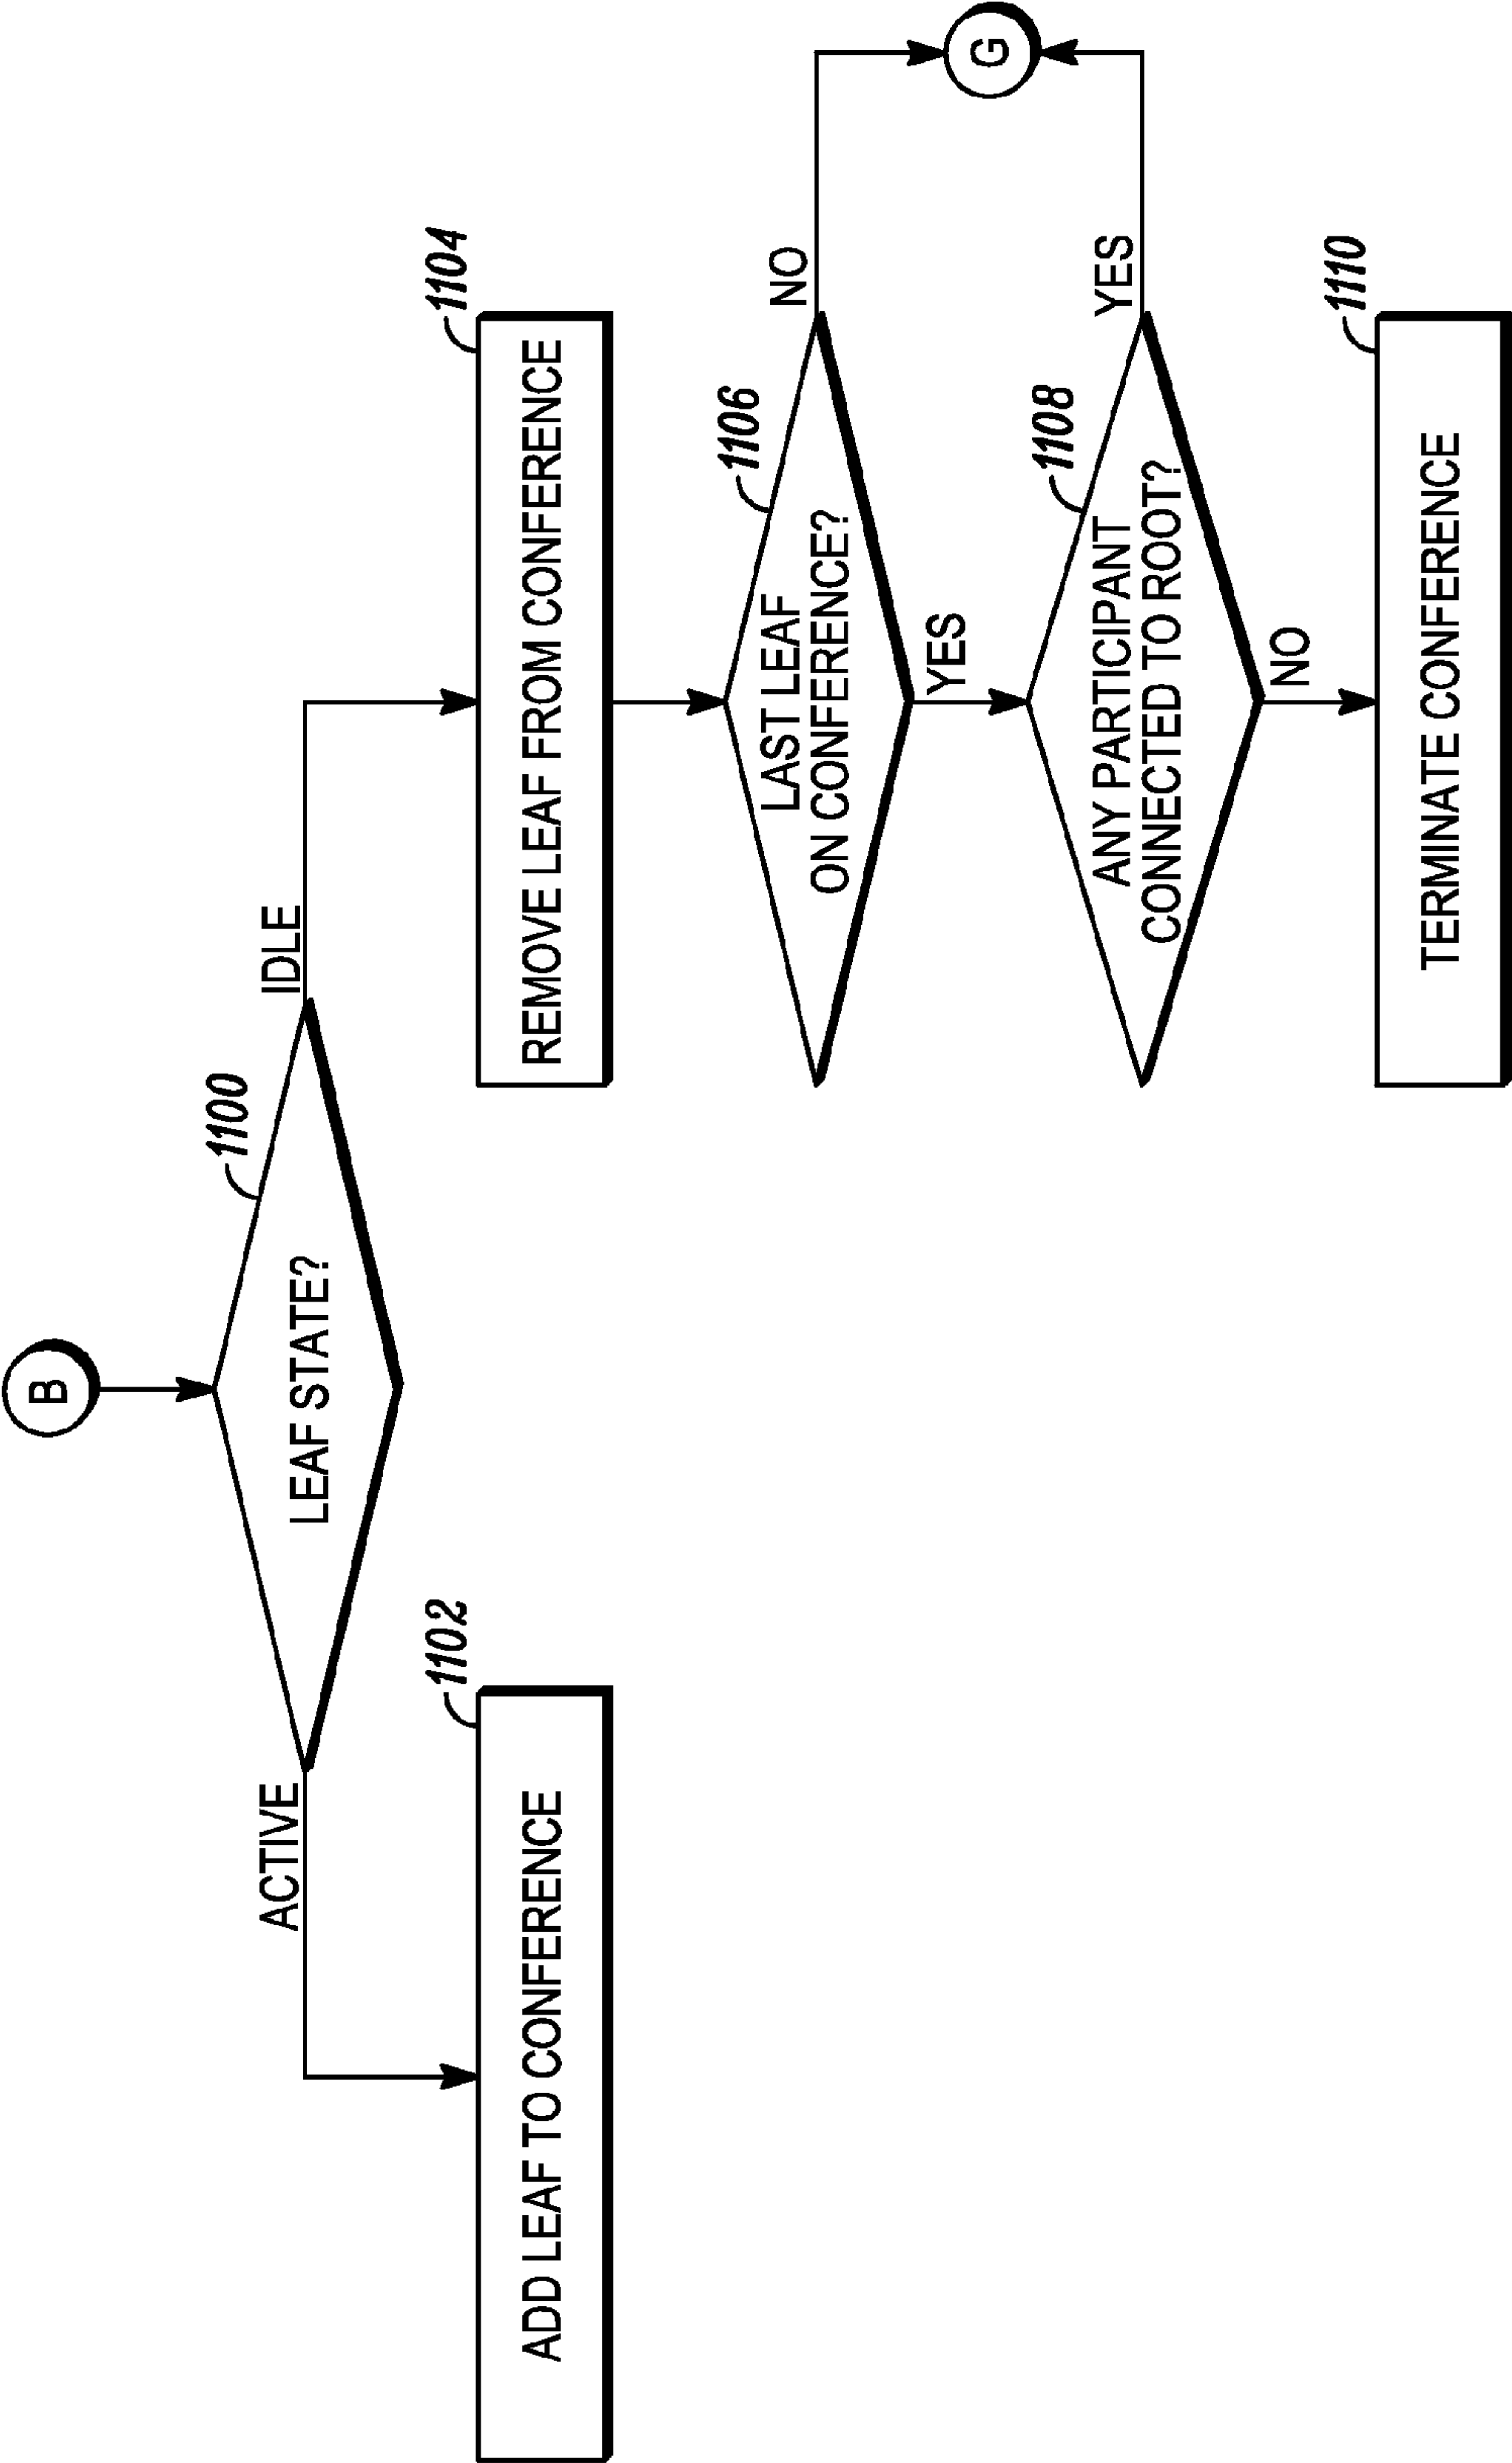 B
1100
LEAF STATE?
ACTIVE
IDLE
1102
ADD LEAF TO CONFERENCE
1104
REMOVE LEAF FROM CONFERENCE
1106
LAST LEAF
ON CONFERENCE?
NO
YES
G
1108
ANY PARTICIPANT
CONNECTED TO ROOT?
YES
NO
1110
TERMINATE CONFERENCE